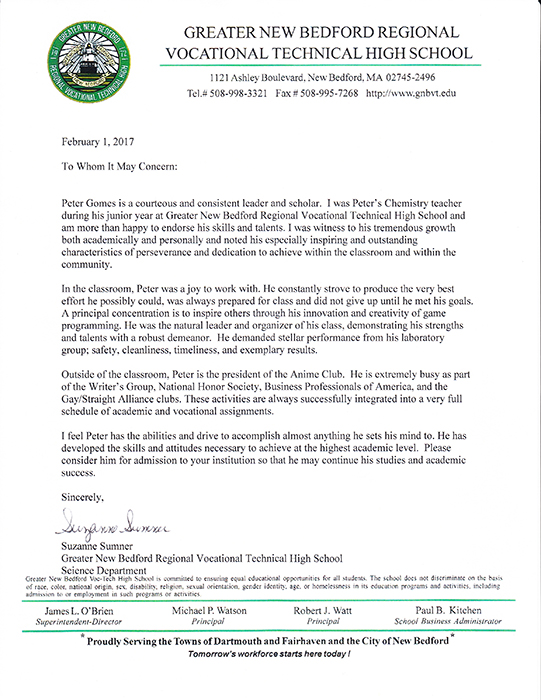 GREATER NEW BEDFORD
REGIONAL VOCATIONAL TECHNICAL H.S.
GREATER NEW BEDFORD REGIONAL
VOCATIONAL TECHNICAL HIGH SCHOOL
1121 Ashley Boulevard, New Bedford, MA 02745-2496
Tel.# 508-998-3321 Fax # 508-995-7268 http://www.gnbvt.edu
February 1, 2017
To Whom It May Concern:
Peter Gomes is a courteous and consistent leader and scholar. I was Peter's Chemistry teacher
during his junior year at Greater New Bedford Regional Vocational Technical High School and
am more than happy to endorse his skills and talents. I was witness to his tremendous growth
both academically and personally and noted his especially inspiring and outstanding
characteristics of perseverance and dedication to achieve within the classroom and within the
community.
In the classroom, Peter was a joy to work with. He constantly strove to produce the very best
effort he possibly could, was always prepared for class and did not give up until he met his goals.
A principal concentration is to inspire others through his innovation and creativity of game
programming. He was the natural leader and organizer of his class, demonstrating his strengths
and talents with a robust demeanor. He demanded stellar performance from his laboratory
group; safety, cleanliness, timeliness, and exemplary results.
Outside of the classroom, Peter is the president of the Anime Club. He is exremely busy as part
of the Writer's Group, National Honor Society, Business Professionals of America, and the
Gay/Straight Alliance clubs. These activities are always successfully integrated into a very full
schedule of academic and vocational assignments.
I feel Peter has the abilities and drive to accomplish almost anything he sets his mind to. He has
developed the skills and attitudes necessary to achieve at the highest academic level. Please
consider him for admission to your institution so that he may continue his studies and academic
success.
Sincerely,
Suzanne Sumner
Suzanne Sumner
Greater New Bedford Regional Vocational Technical High School
Science Department
Greater New Bedford Voc-Tech High School is committed to ensuring equal educational opportunities for all students. The school does not discriminate on the basis
of race, color, national origin, sex, disability, religion, sexual orientation, gender identity, age, or homelessness in its education programs and activities, including
admission to or employment in such programs or activities.
James L. O'Brien Michael P. Watson Robert J. Watt Paul B. Kitchen
Superintendent-Director Principal Principal School Business Administrator
*Proudly Serving the Towns of Dartmouth and Fairhaven and the City of New Bedford*
Tomorrow's workforce starts here today!